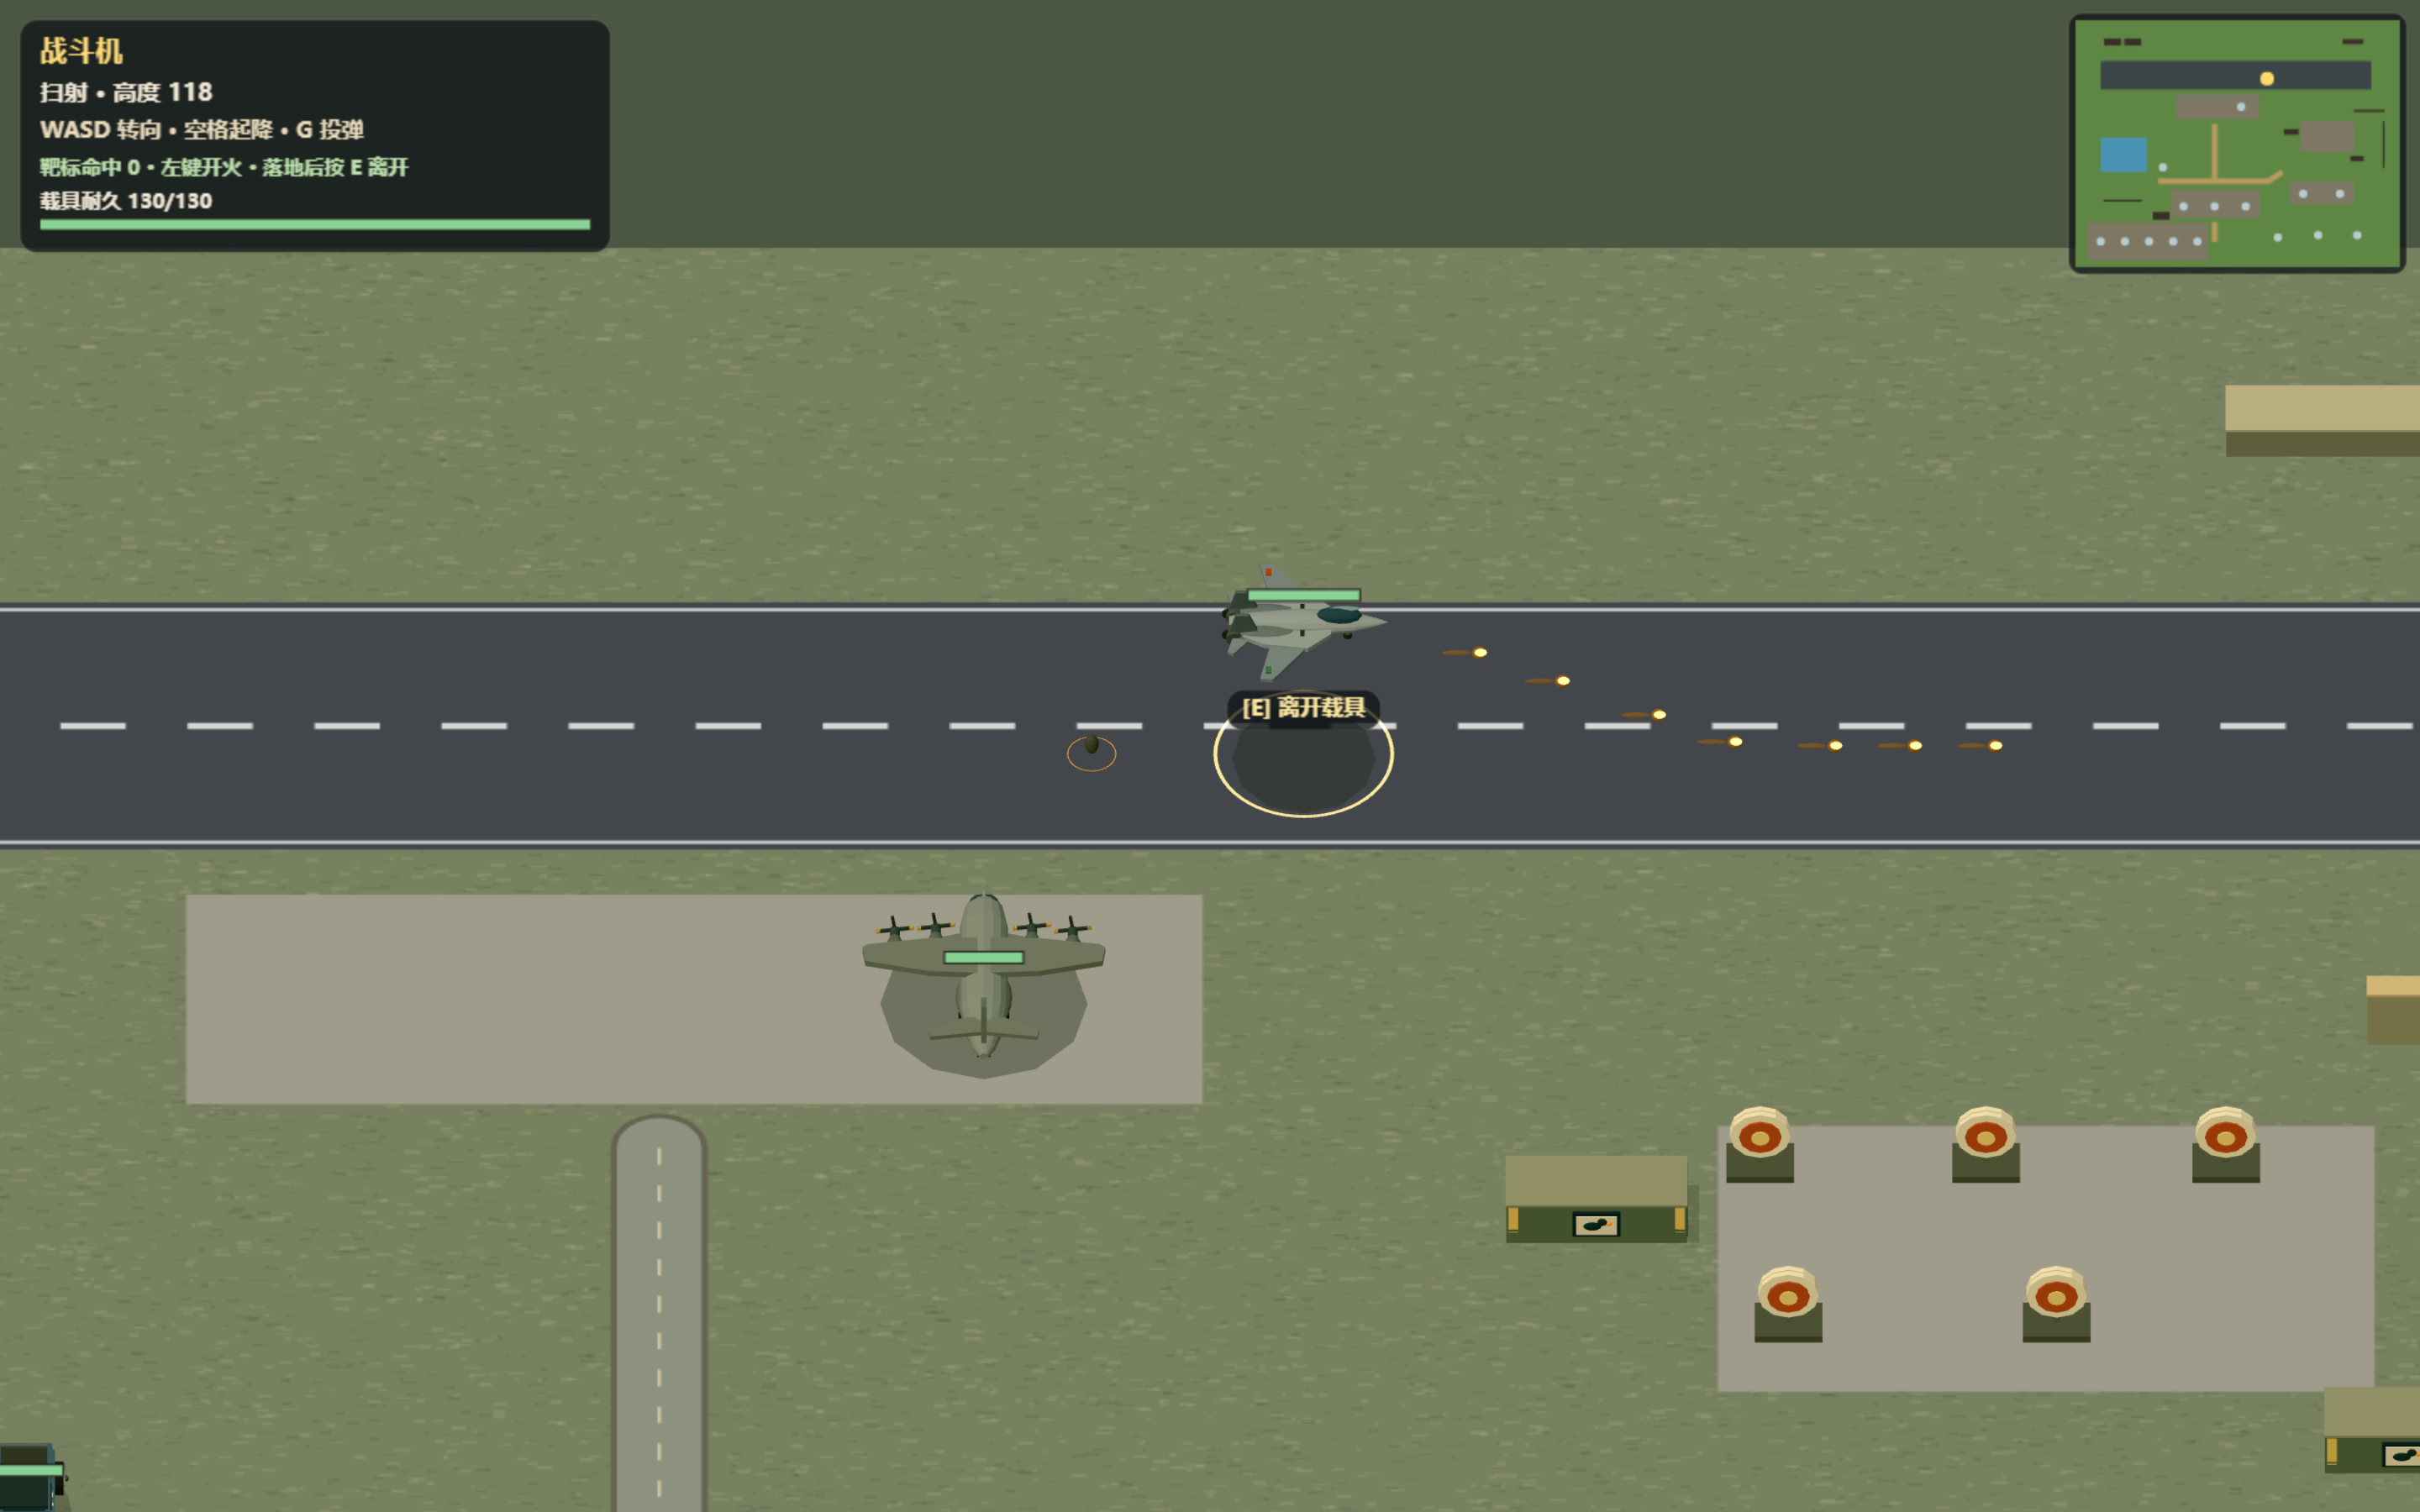 战斗机
扫射 • 高度 118
WASD 转向 • 空格起降 • G 投弹
靶标命中 0 • 左键开火 • 落地后按 E 离开
载具耐久 130/130
[E] 离开载具